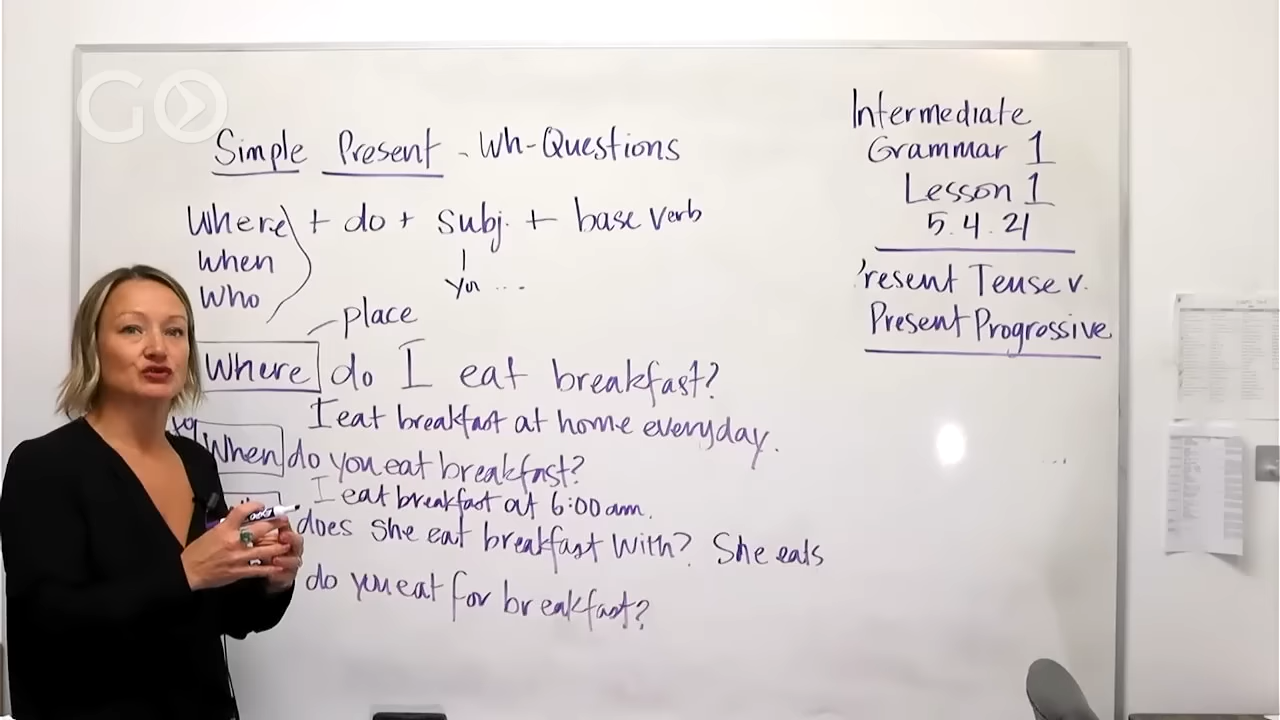 GO
Simple Present - Wh-Questions
Where + do + subj. + base verb
When
Who
you ...
place
Where do I eat breakfast?
I eat breakfast at home everyday.
When do you eat breakfast?
I eat breakfast at 6:00 am.
does she eat breakfast with? She eats
do you eat for breakfast?
Intermediate
Grammar 1
Lesson 1
5.4.21
resent Tense v.
Present Progressive